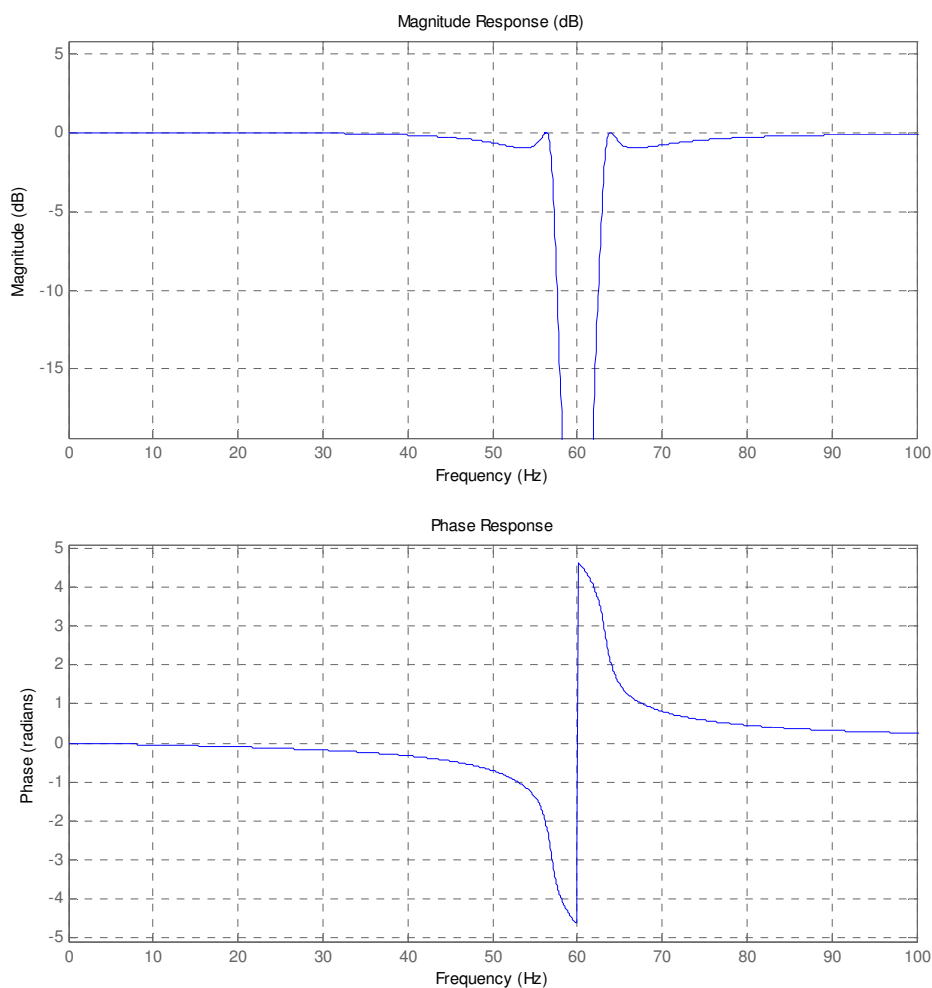 Magnitude Response (dB)
5
0
-5
-10
-15
Magnitude (dB)
0 10 20 30 40 50 60 70 80 90 100
Frequency (Hz)
Phase Response
5
4
3
2
1
0
-1
-2
-3
-4
-5
Phase (radians)
0 10 20 30 40 50 60 70 80 90 100
Frequency (Hz)